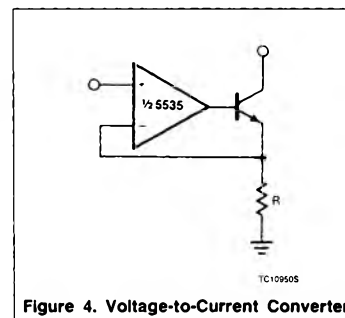 +
½ 5535
−
R
TC10950S
Figure 4. Voltage-to-Current Converter